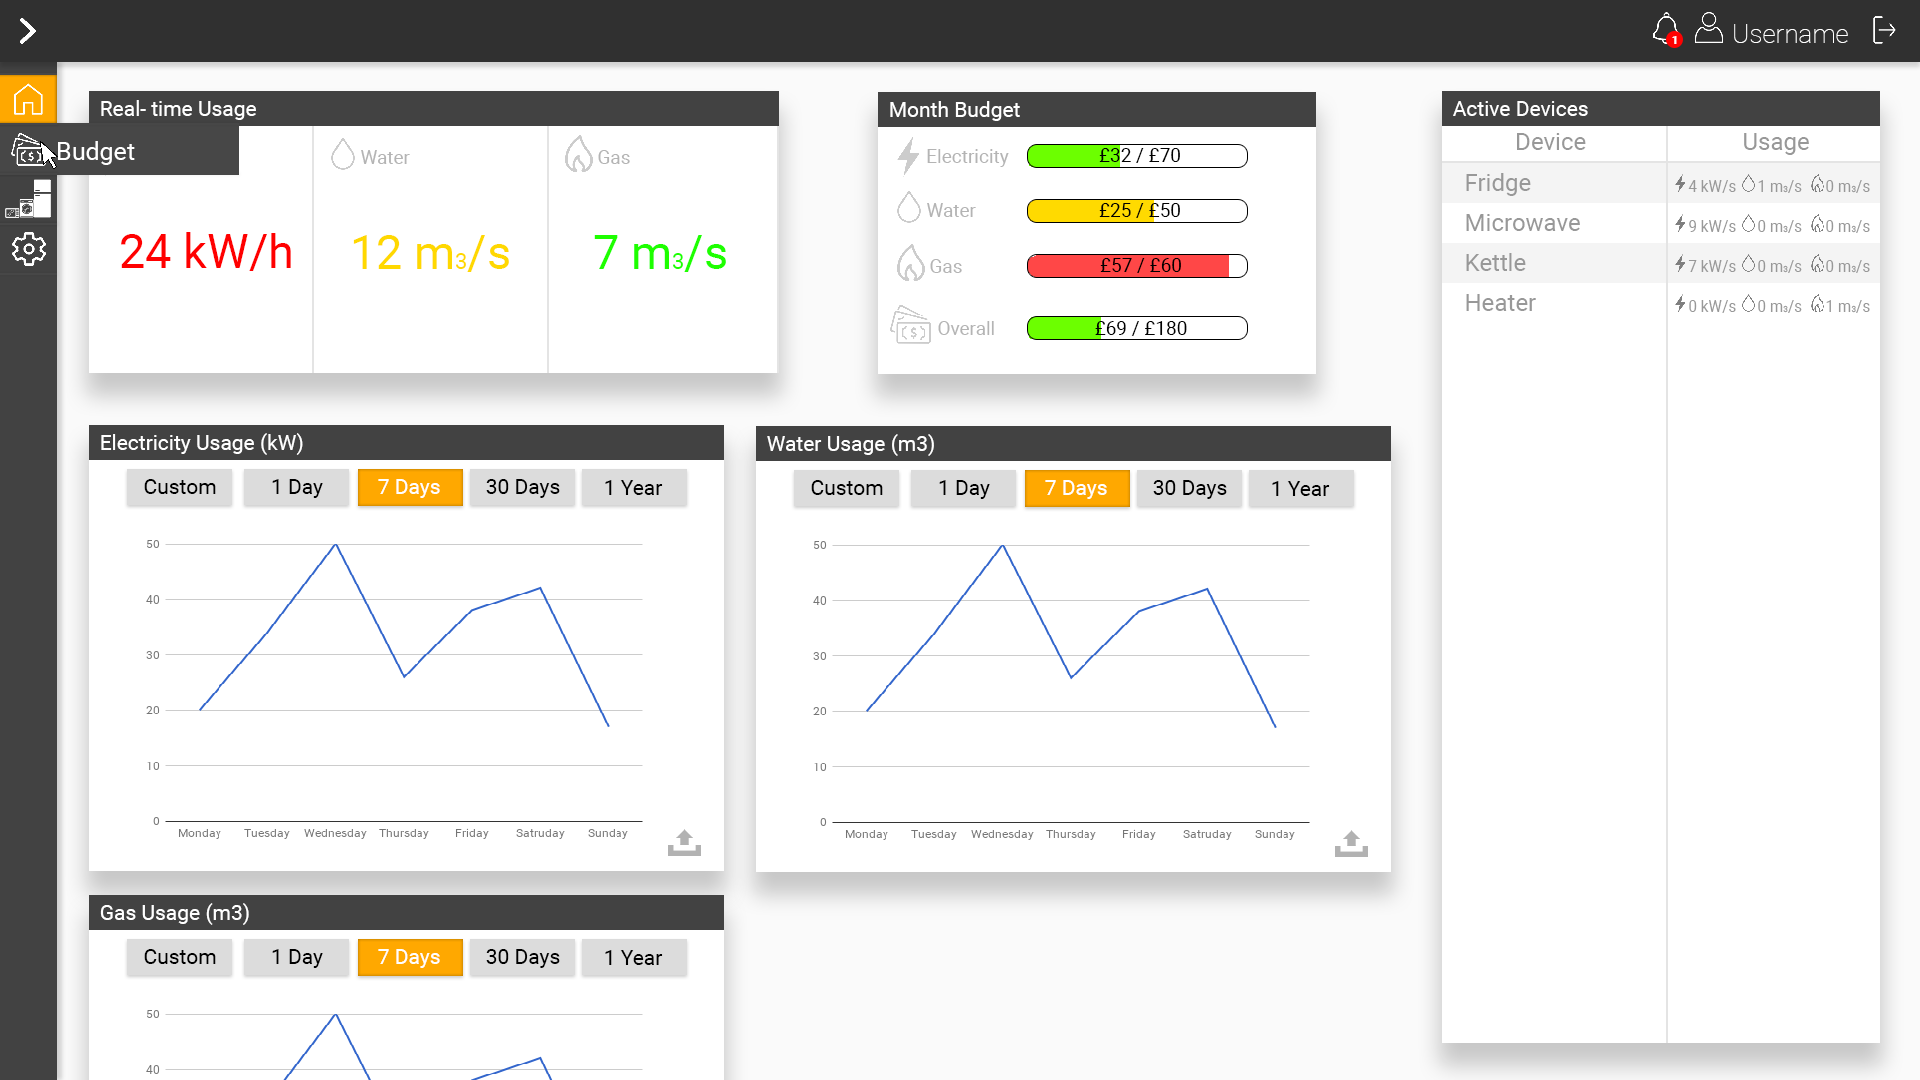 1
Username
Budget
Real- time Usage
Water
Gas
24 kW/h
12 m3/s
7 m3/s
Month Budget
Electricity
£32 / £70
Water
£25 / £50
Gas
£57 / £60
Overall
£69 / £180
Active Devices
Device Usage
Fridge 4 kW/s 1 m3/s 0 m3/s
Microwave 9 kW/s 0 m3/s 0 m3/s
Kettle 7 kW/s 0 m3/s 0 m3/s
Heater 0 kW/s 0 m3/s 1 m3/s
Electricity Usage (kW)
Custom 1 Day 7 Days 30 Days 1 Year
50
40
30
20
10
0
Monday Tuesday Wednesday Thursday Friday Satruday Sunday
Water Usage (m3)
Custom 1 Day 7 Days 30 Days 1 Year
50
40
30
20
10
0
Monday Tuesday Wednesday Thursday Friday Satruday Sunday
Gas Usage (m3)
Custom 1 Day 7 Days 30 Days 1 Year
50
40